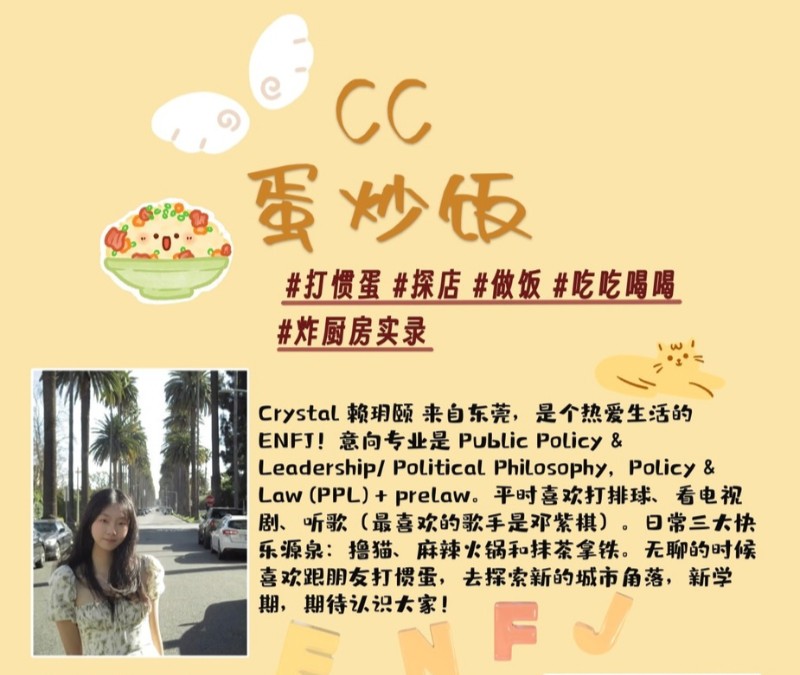 CC
蛋炒饭
#打惯蛋 #探店 #做饭 #吃吃喝喝
#炸厨房实录
Crystal 赖玥颐 来自东莞，是个热爱生活的
ENFJ！意向专业是 Public Policy &
Leadership/ Political Philosophy, Policy &
Law (PPL) + prelaw。平时喜欢打排球、看电视
剧、听歌（最喜欢的歌手是邓紫棋）。日常三大快
乐源泉：撸猫、麻辣火锅和抹茶拿铁。无聊的时候
喜欢跟朋友打惯蛋，去探索新的城市角落，新学
期，期待认识大家！
ENFJ